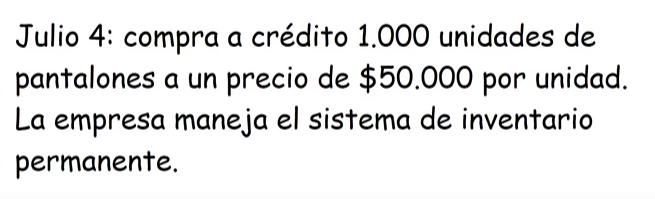 Julio 4: compra a crédito 1.000 unidades de
pantalones a un precio de $50.000 por unidad.
La empresa maneja el sistema de inventario
permanente.